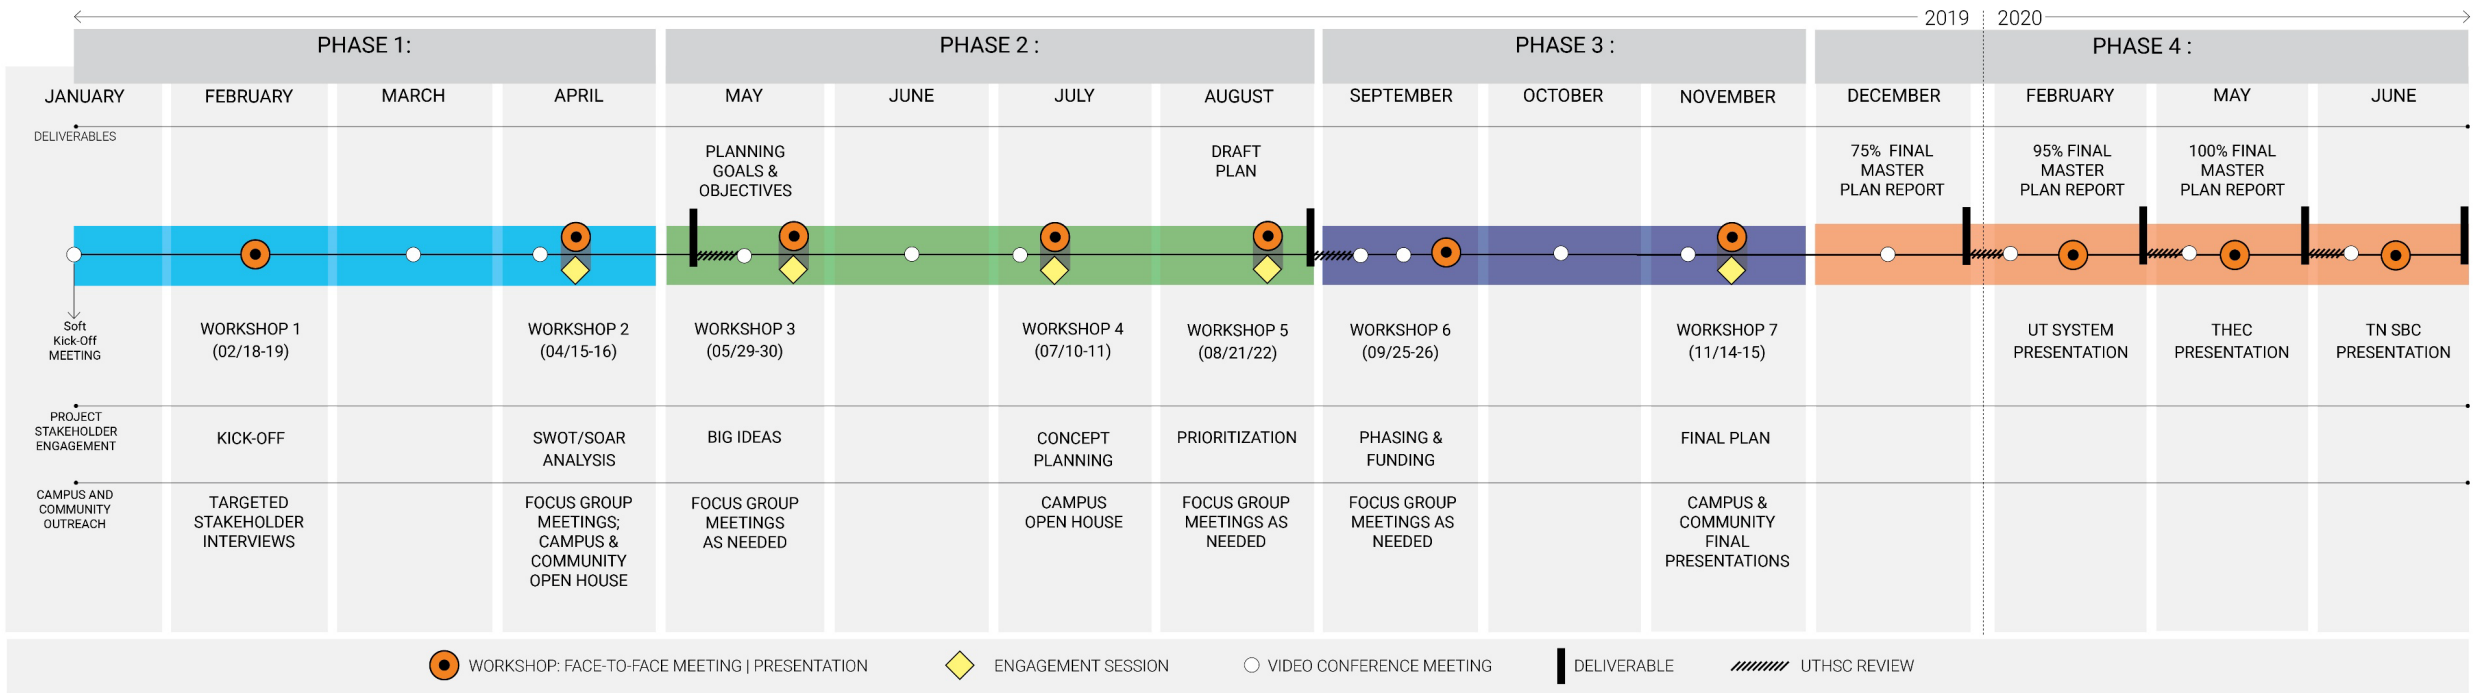 2019 2020
PHASE 1: PHASE 2 : PHASE 3 : PHASE 4 :
JANUARY FEBRUARY MARCH APRIL MAY JUNE JULY AUGUST SEPTEMBER OCTOBER NOVEMBER DECEMBER FEBRUARY MAY JUNE
DELIVERABLES
PLANNING
GOALS &
OBJECTIVES
DRAFT
PLAN
75% FINAL
MASTER
PLAN REPORT
95% FINAL
MASTER
PLAN REPORT
100% FINAL
MASTER
PLAN REPORT
Soft
Kick-Off
MEETING
WORKSHOP 1
(02/18-19)
WORKSHOP 2
(04/15-16)
WORKSHOP 3
(05/29-30)
WORKSHOP 4
(07/10-11)
WORKSHOP 5
(08/21/22)
WORKSHOP 6
(09/25-26)
WORKSHOP 7
(11/14-15)
UT SYSTEM
PRESENTATION
THEC
PRESENTATION
TN SBC
PRESENTATION
PROJECT
STAKEHOLDER
ENGAGEMENT
KICK-OFF
SWOT/SOAR
ANALYSIS
BIG IDEAS
CONCEPT
PLANNING
PRIORITIZATION
PHASING &
FUNDING
FINAL PLAN
CAMPUS AND
COMMUNITY
OUTREACH
TARGETED
STAKEHOLDER
INTERVIEWS
FOCUS GROUP
MEETINGS;
CAMPUS &
COMMUNITY
OPEN HOUSE
FOCUS GROUP
MEETINGS
AS NEEDED
CAMPUS
OPEN HOUSE
FOCUS GROUP
MEETINGS AS
NEEDED
FOCUS GROUP
MEETINGS AS
NEEDED
CAMPUS &
COMMUNITY
FINAL
PRESENTATIONS
WORKSHOP: FACE-TO-FACE MEETING | PRESENTATION
ENGAGEMENT SESSION
VIDEO CONFERENCE MEETING
DELIVERABLE
UTHSC REVIEW